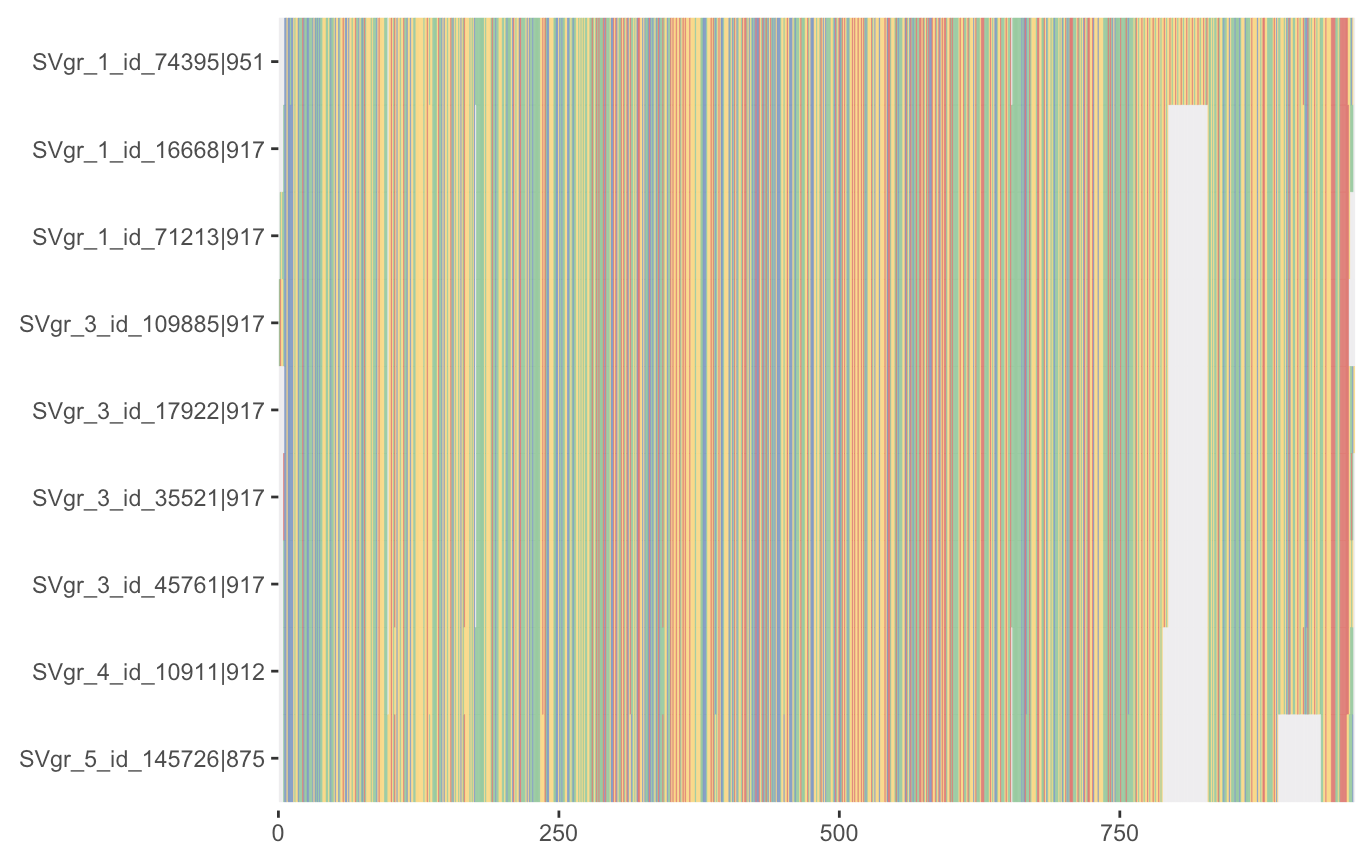 SVgr_1_id_74395|951
SVgr_1_id_16668|917
SVgr_1_id_71213|917
SVgr_3_id_109885|917
SVgr_3_id_17922|917
SVgr_3_id_35521|917
SVgr_3_id_45761|917
SVgr_4_id_10911|912
SVgr_5_id_145726|875
0 250 500 750